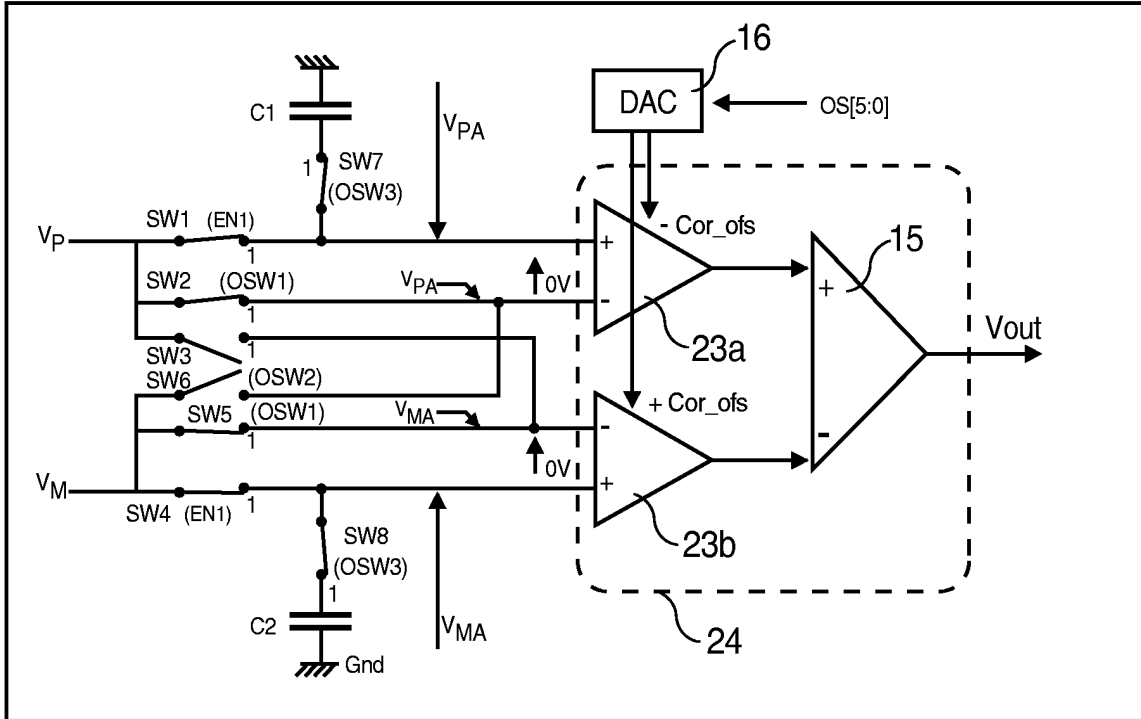 16
DAC
OS[5:0]
C1
VPA
1
SW7
(OSW3)
SW1 (EN1)
VP
1
- Cor_ofs
15
+
SW2 (OSW1)
1
VPA
0V
-
+
23a
Vout
SW3
1
SW6
(OSW2)
+ Cor_ofs
SW5 (OSW1)
1
VMA
-
0V
-
VM
SW4 (EN1)
1
+
SW8
(OSW3)
1
23b
C2
VMA
24
Gnd